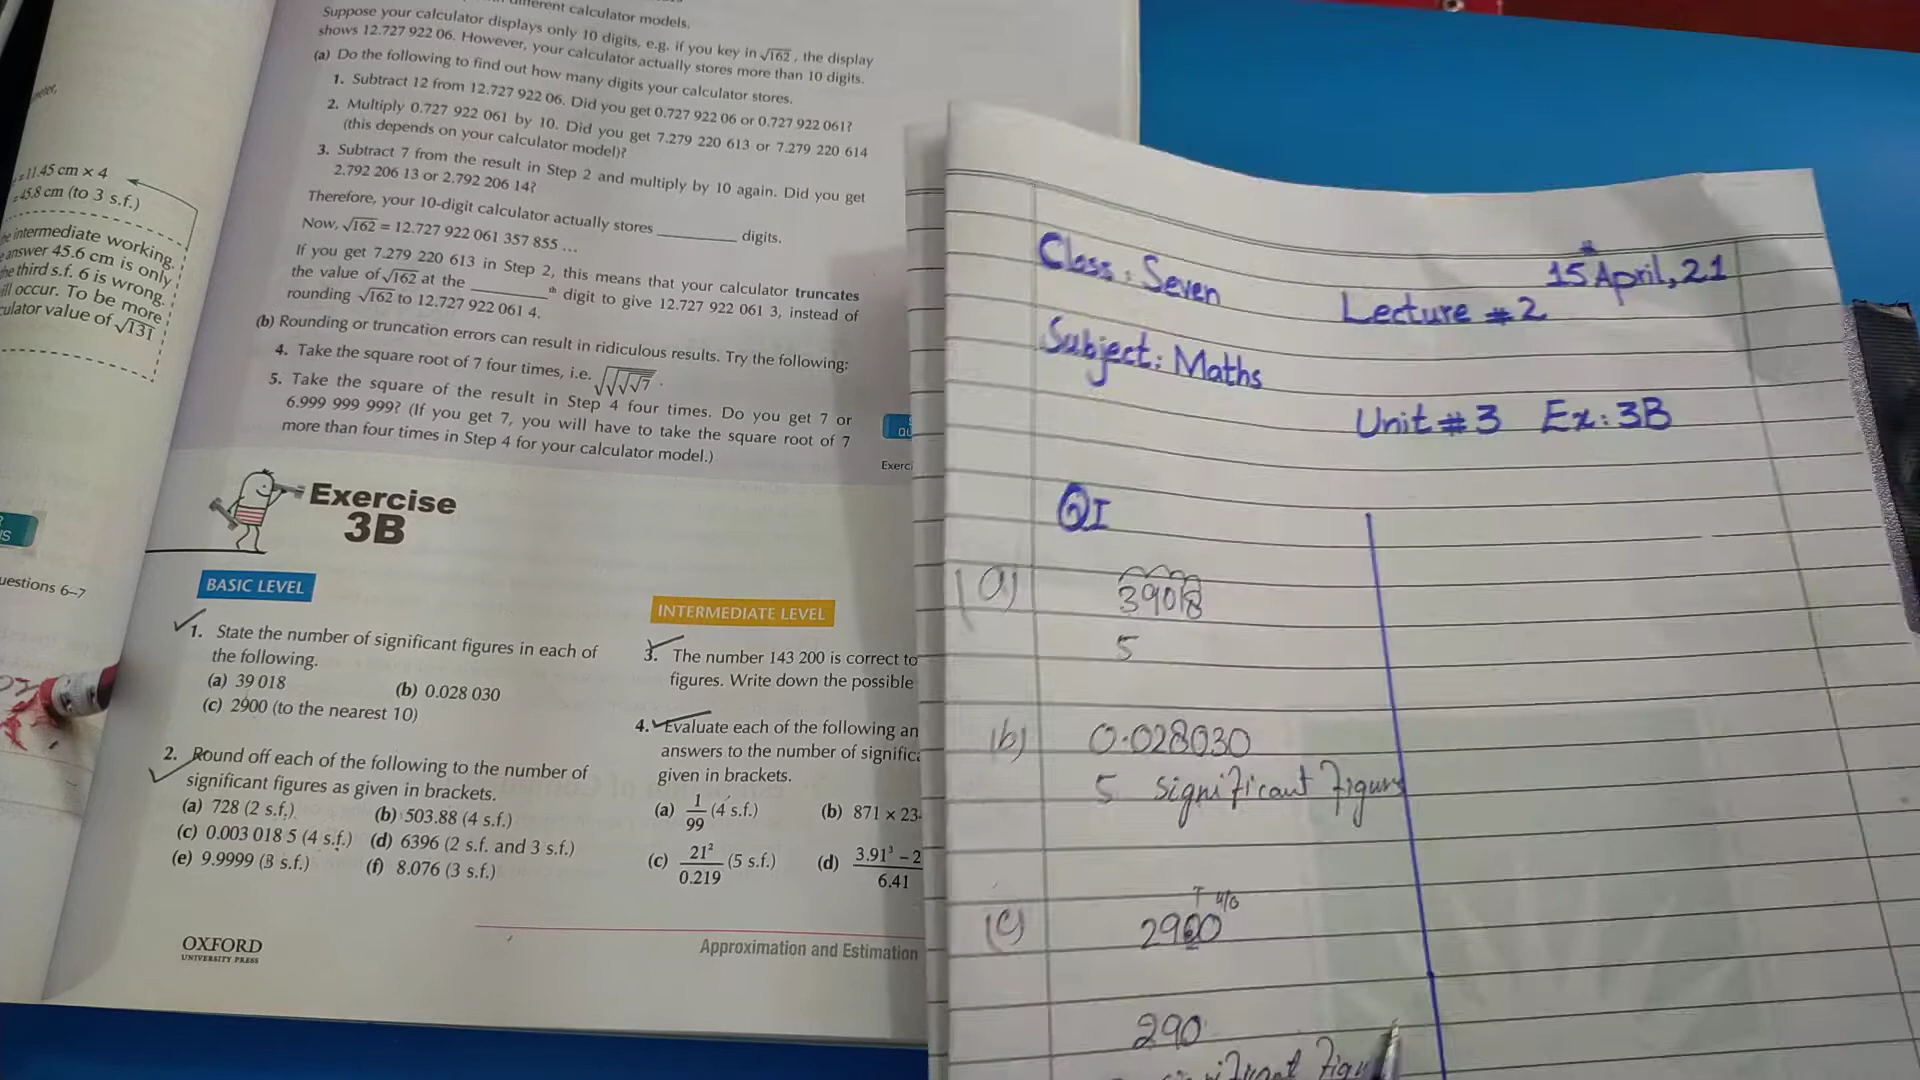 different calculator models.
Suppose your calculator displays only 10 digits, e.g. if you key in √162, the display
shows 12.727 922 06. However, your calculator actually stores more than 10 digits.
(a) Do the following to find out how many digits your calculator stores.
1. Subtract 12 from 12.727 922 06. Did you get 0.727 922 06 or 0.727 922 061?
2. Multiply 0.727 922 061 by 10. Did you get 7.279 220 613 or 7.279 220 614
(this depends on your calculator model)?
3. Subtract 7 from the result in Step 2 and multiply by 10 again. Did you get
2.792 206 13 or 2.792 206 14?
Therefore, your 10-digit calculator actually stores ________ digits.
Now, √162 = 12.727 922 061 357 855 ...
If you get 7.279 220 613 in Step 2, this means that your calculator truncates
the value of √162 at the ________th digit to give 12.727 922 061 3, instead of
rounding √162 to 12.727 922 061 4.
(b) Rounding or truncation errors can result in ridiculous results. Try the following:
4. Take the square root of 7 four times, i.e. √√√√7.
5. Take the square of the result in Step 4 four times. Do you get 7 or
6.999 999 999? (If you get 7, you will have to take the square root of 7
more than four times in Step 4 for your calculator model.)
= 11.45 cm × 4
= 45.8 cm (to 3 s.f.)
intermediate working.
answer 45.6 cm is only
the third s.f. 6 is wrong.
will occur. To be more
value of √131
Exercise
3B
BASIC LEVEL
1. State the number of significant figures in each of
the following.
(a) 39 018 (b) 0.028 030
(c) 2900 (to the nearest 10)
2. Round off each of the following to the number of
significant figures as given in brackets.
(a) 728 (2 s.f.) (b) 503.88 (4 s.f.)
(c) 0.003 018 5 (4 s.f.) (d) 6396 (2 s.f. and 3 s.f.)
(e) 9.9999 (3 s.f.) (f) 8.076 (3 s.f.)
INTERMEDIATE LEVEL
3. The number 143 200 is correct to
figures. Write down the possible
4. Evaluate each of the following an
answers to the number of signific
given in brackets.
(a) 1/99 (4 s.f.) (b) 871 × 23
(c) 21²/0.219 (5 s.f.) (d) 3.91³ – 2/6.41
OXFORD
UNIVERSITY PRESS
Approximation and Estimation
6–7
Class: Seven
15 April, 21
Lecture # 2
Subject: Maths
Unit # 3 Ex: 3B
Q1
(a) 39018
5
(b) 0.028030
5 significant figure
(c) 2900
290
significant